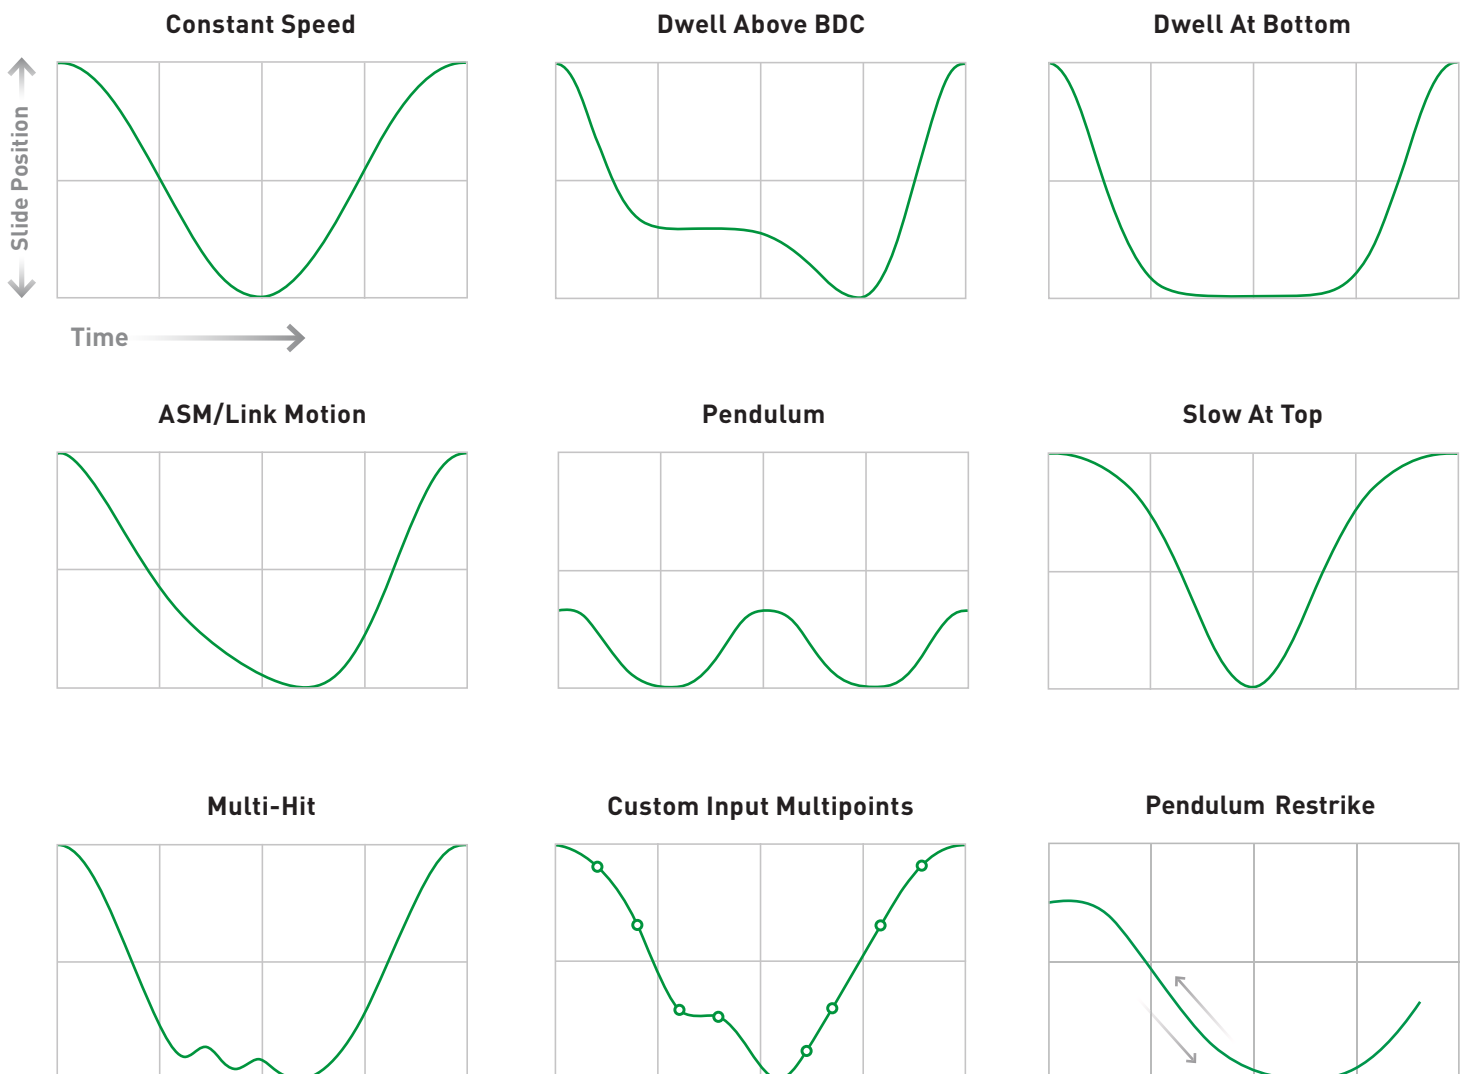 Constant Speed
Dwell Above BDC
Dwell At Bottom
Slide Position
Time
ASM/Link Motion
Pendulum
Slow At Top
Multi-Hit
Custom Input Multipoints
Pendulum Restrike